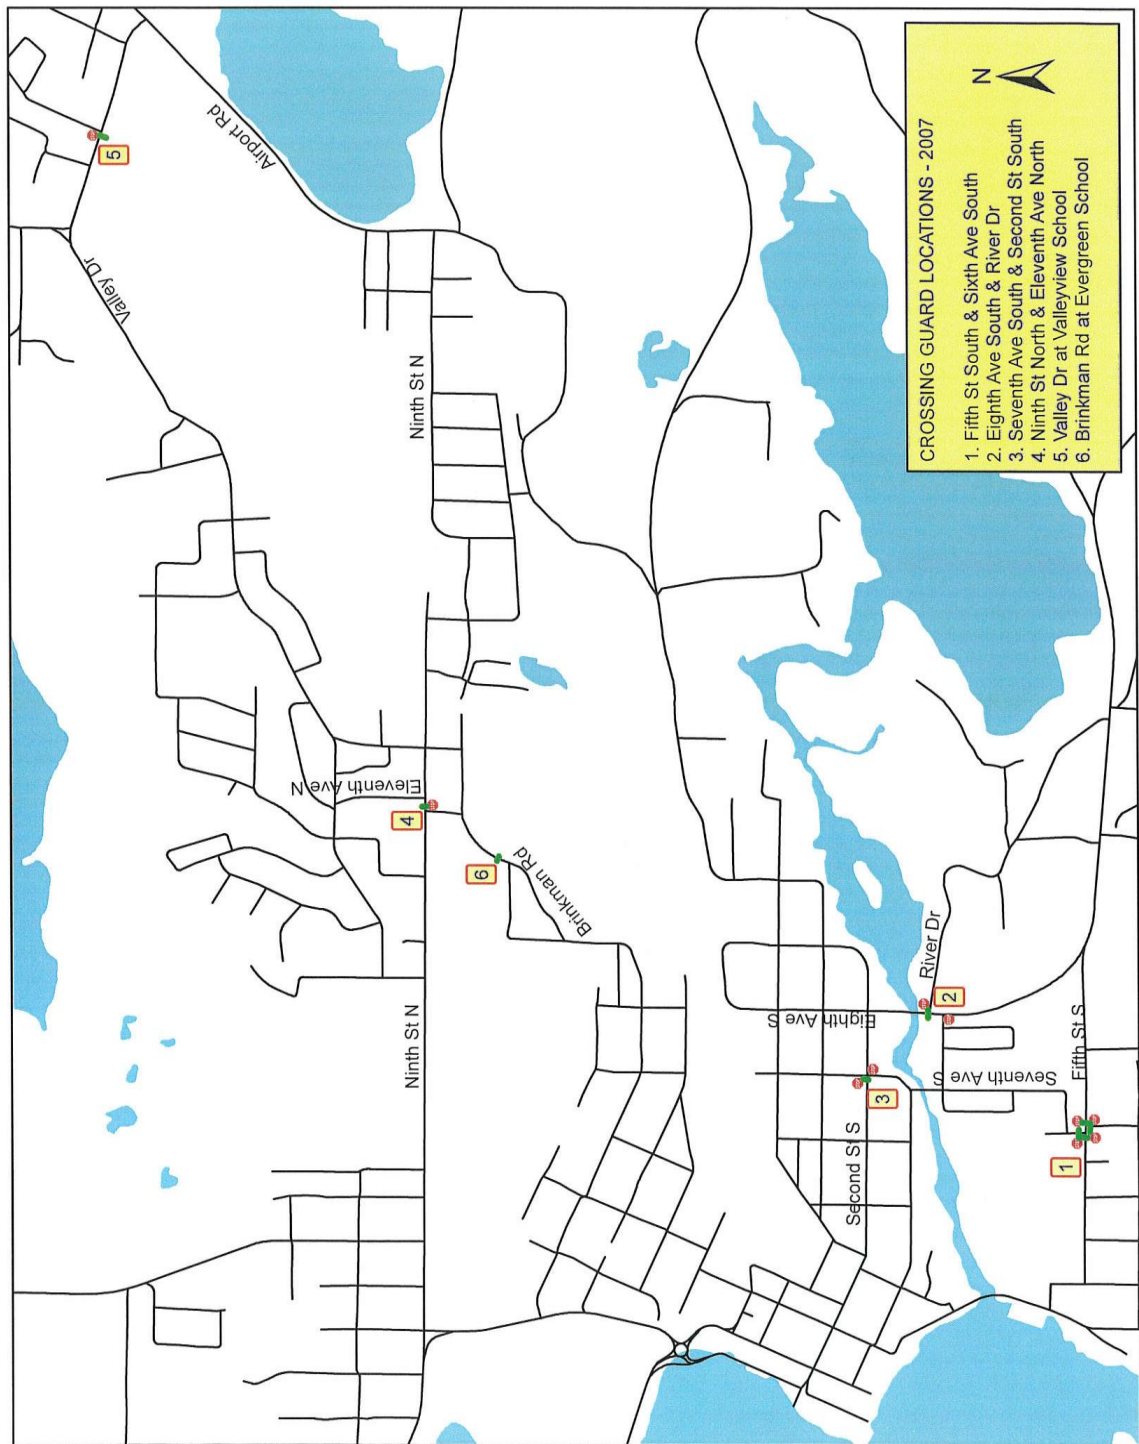 5
Airport Rd
Valley Dr
Ninth St N
Eleventh Ave N
4
6
Brinkman Rd
Ninth St N
River Dr
2
Eighth Ave S
Seventh Ave S
3
Second St S
Fifth St S
1
CROSSING GUARD LOCATIONS - 2007
N
1. Fifth St South & Sixth Ave South
2. Eighth Ave South & River Dr
3. Seventh Ave South & Second St South
4. Ninth St North & Eleventh Ave North
5. Valley Dr at Valleyview School
6. Brinkman Rd at Evergreen School